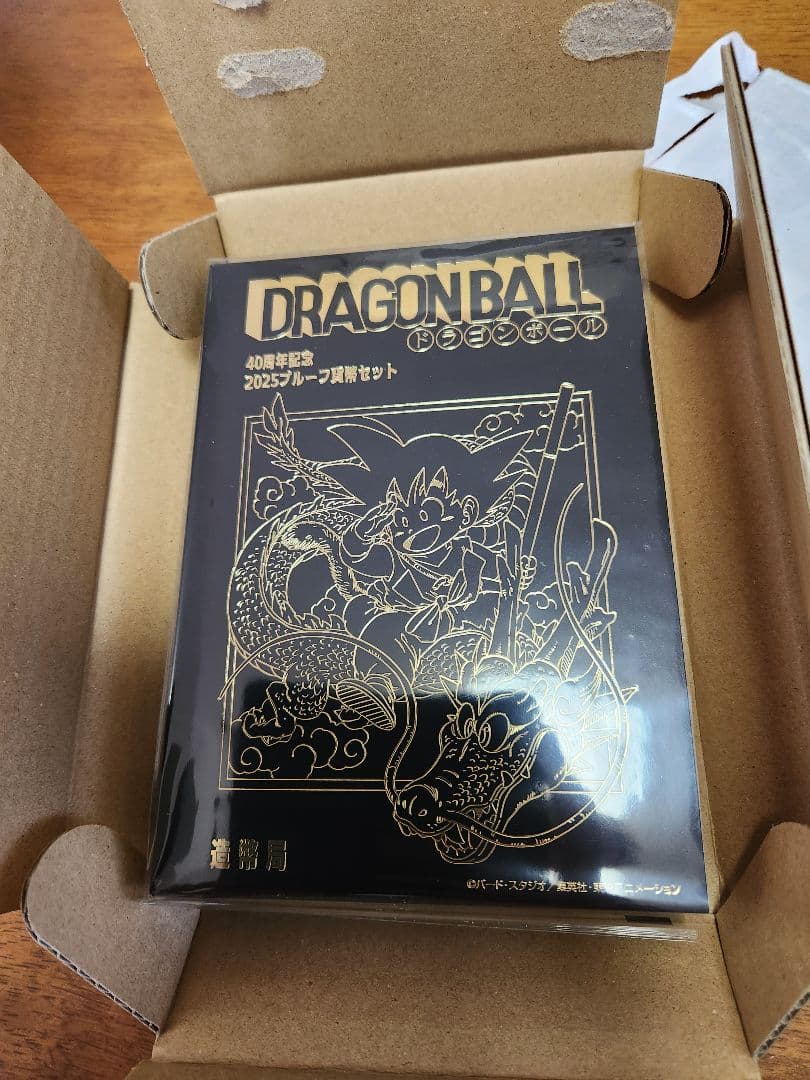 DRAGON BALL
ドラゴンボール
40周年記念
2025プルーフ貨幣セット
造幣局
©バード・スタジオ/集英社・東映アニメーション